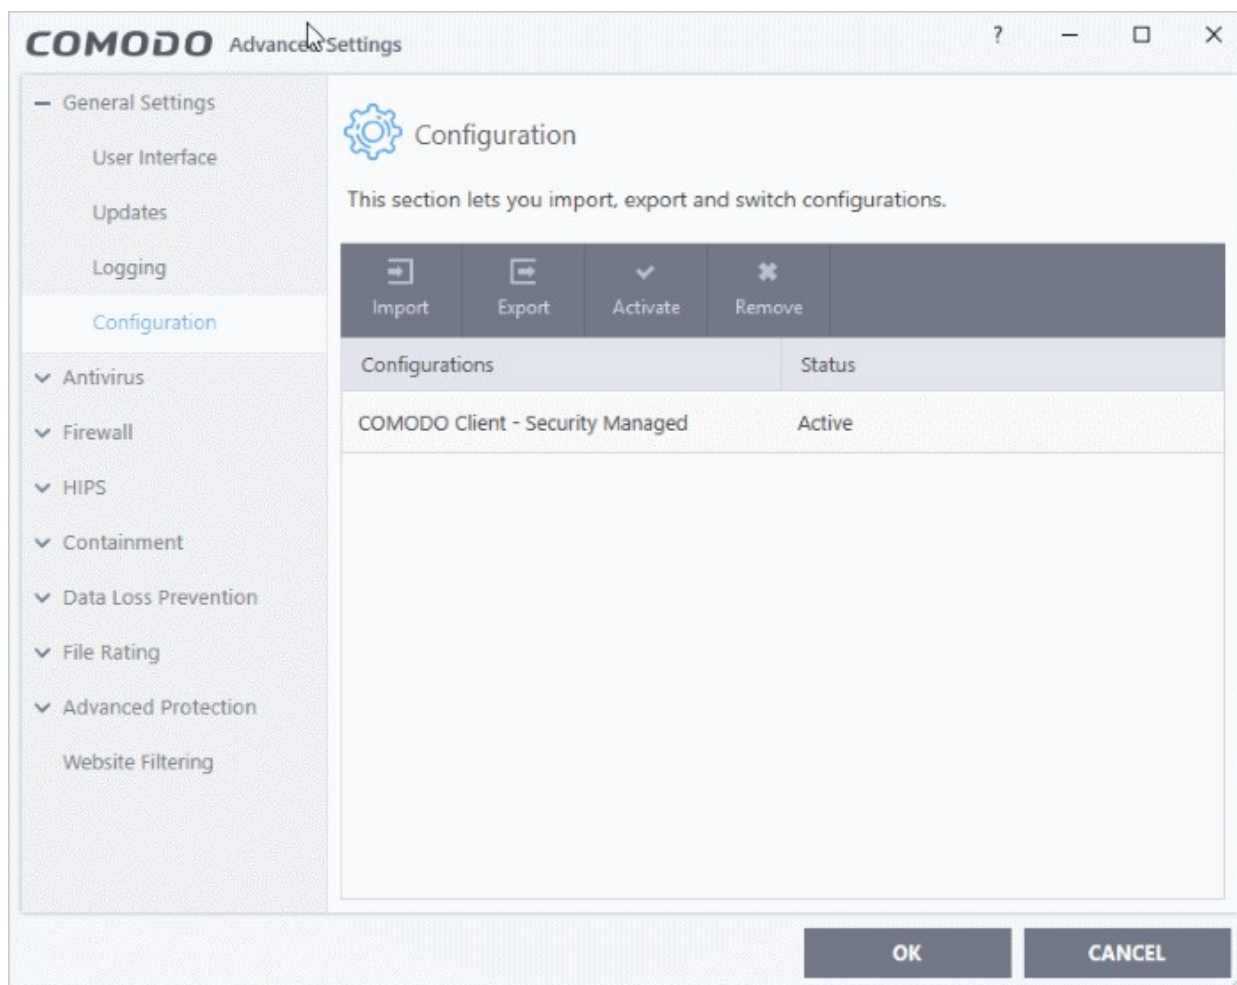 COMODO Advanced Settings ?
General Settings
User Interface
Updates
Logging
Configuration
Antivirus
Firewall
HIPS
Containment
Data Loss Prevention
File Rating
Advanced Protection
Website Filtering
Configuration
This section lets you import, export and switch configurations.
Import Export Activate Remove
Configurations Status
COMODO Client - Security Managed Active
OK CANCEL